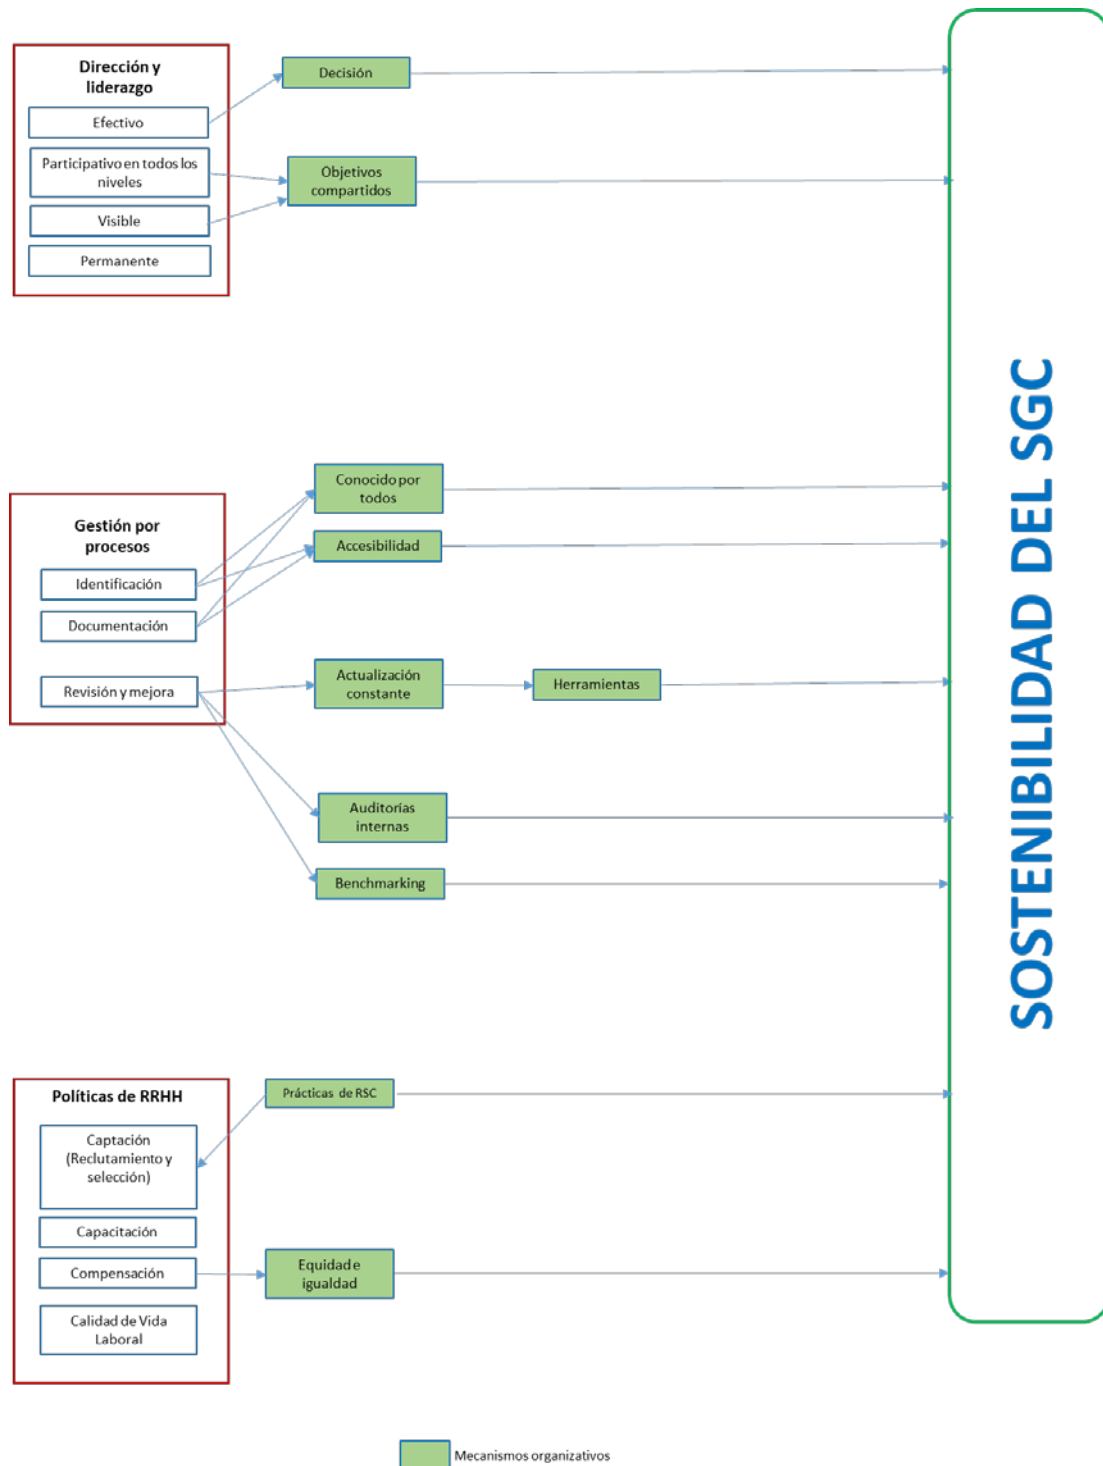 Dirección y
liderazgo
Efectivo
Participativo en todos los
niveles
Visible
Permanente
Decisión
Objetivos
compartidos
Gestión por
procesos
Identificación
Documentación
Revisión y mejora
Conocido por
todos
Accesibilidad
Actualización
constante
Herramientas
Auditorías
internas
Benchmarking
Políticas de RRHH
Captación
(Reclutamiento y
selección)
Capacitación
Compensación
Calidad de Vida
Laboral
Prácticas de RSC
Equidad e
igualdad
SOSTENIBILIDAD DEL SGC
Mecanismos organizativos